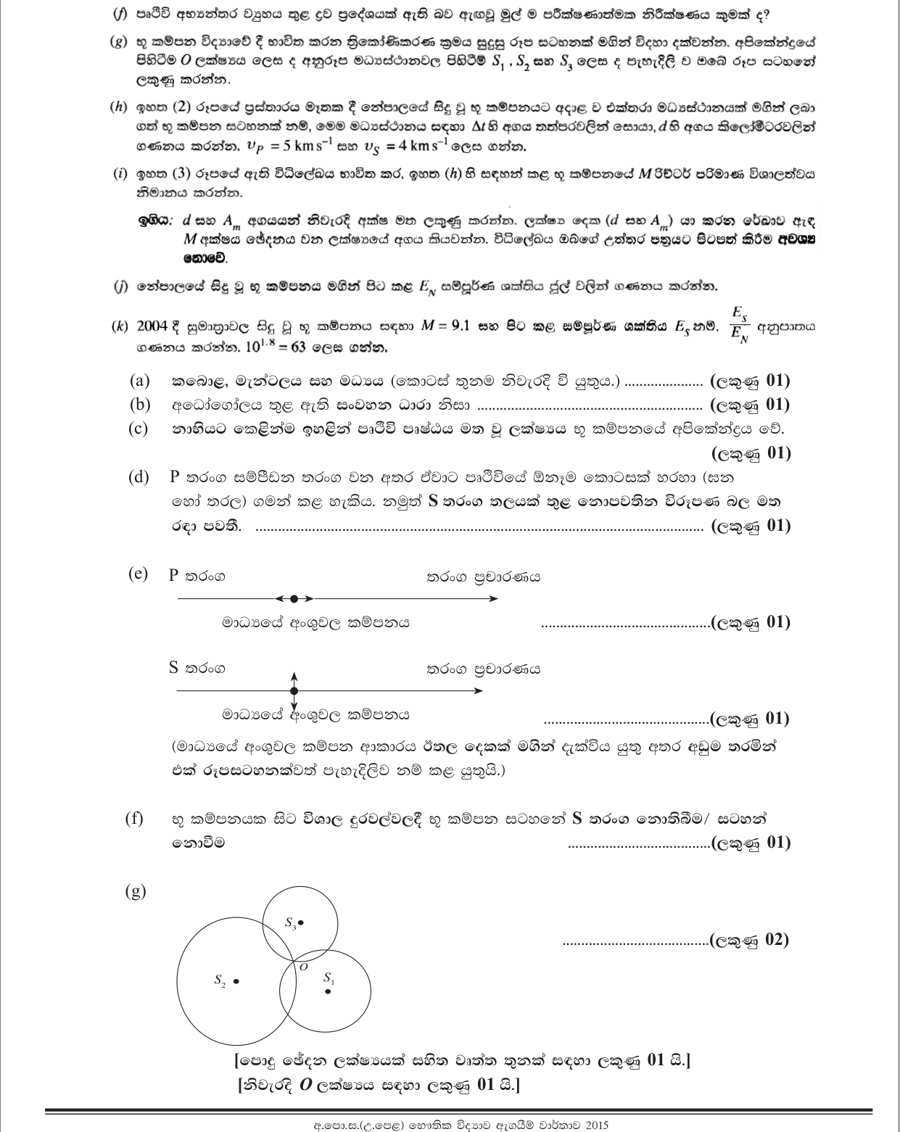 (f) පෘථිවි අභ්‍යන්තර ව්‍යුහය තුළ ද්‍රව ප්‍රදේශයක් ඇති බව ඇඟවූ මුල් ම පරීක්ෂණාත්මක නිරීක්ෂණය කුමක් ද?
(g) භූ කම්පන විද්‍යාවේ දී භාවිත කරන ත්‍රිකෝණිකරණ ක්‍රමය සුදුසු රූප සටහනක් මගින් විදහා දක්වන්න. අපිකේන්ද්‍රයේ
පිහිටීම O ලක්ෂ්‍යය ලෙස ද අනුරූප මධ්‍යස්ථානවල පිහිටීම් S₁, S₂ සහ S₃ ලෙස ද පැහැදිලි ව ඔබේ රූප සටහනේ
ලකුණු කරන්න.
(h) ඉහත (2) රූපයේ ප්‍රස්තාරය මෑතක දී නේපාලයේ සිදු වූ භූ කම්පනයට අදාළ ව එක්තරා මධ්‍යස්ථානයක් මගින් ලබා
ගත් භූ කම්පන සටහනක් නම්, මෙම මධ්‍යස්ථානය සඳහා Δt හි අගය තත්පරවලින් සොයා, d හි අගය කිලෝමීටරවලින්
ගණනය කරන්න. v_P = 5 km s⁻¹ සහ v_S = 4 km s⁻¹ ලෙස ගන්න.
(i) ඉහත (3) රූපයේ ඇති විධිලේඛය භාවිත කර, ඉහත (h) හි සඳහන් කළ භූ කම්පනයේ M රිච්ටර් පරිමාණ විශාලත්වය
නිමානය කරන්න.
ඉඟිය: d සහ A_m අගයයන් නිවැරදි අක්ෂ මත ලකුණු කරන්න. ලක්ෂ්‍ය දෙක (d සහ A_m) යා කරන රේඛාව ඇඳ
M අක්ෂය ඡේදනය වන ලක්ෂ්‍යයේ අගය කියවන්න. විධිලේඛය ඔබගේ උත්තර පත්‍රයට පිටපත් කිරීම අවශ්‍ය
නොවේ.
(j) නේපාලයේ සිදු වූ භූ කම්පනය මගින් පිට කළ E_N සම්පූර්ණ ශක්තිය ජූල් වලින් ගණනය කරන්න.
(k) 2004 දී සුමාත්‍රාවල සිදු වූ භූ කම්පනය සඳහා M = 9.1 සහ පිට කළ සම්පූර්ණ ශක්තිය E_S නම්, E_S/E_N අනුපාතය
ගණනය කරන්න. 10^1.8 = 63 ලෙස ගන්න.
(a) කබොළ, මැන්ටලය සහ මධ්‍යය (කොටස් තුනම නිවැරදි වි යුතුය.) ..................... (ලකුණු 01)
(b) අධෝගෝලය තුළ ඇති සංවහන ධාරා නිසා ............................................................ (ලකුණු 01)
(c) නාභියට කෙළින්ම ඉහළින් පෘථිවි පෘෂ්ඨය මත වූ ලක්ෂ්‍යය භූ කම්පනයේ අපිකේන්ද්‍රය වේ.
(ලකුණු 01)
(d) P තරංග සම්පීඩන තරංග වන අතර ඒවාට පෘථිවියේ ඕනෑම කොටසක් හරහා (ඝන
හෝ තරල) ගමන් කළ හැකිය. නමුත් S තරංග තලයක් තුළ නොපවතින විරූපණ බල මත
රඳා පවතී. ........................................................................................................................ (ලකුණු 01)
(e) P තරංග තරංග ප්‍රචාරණය
මාධ්‍යයේ අංශුවල කම්පනය .............................................(ලකුණු 01)
S තරංග තරංග ප්‍රචාරණය
මාධ්‍යයේ අංශුවල කම්පනය ............................................(ලකුණු 01)
(මාධ්‍යයේ අංශුවල කම්පන ආකාරය ඊතල දෙකක් මගින් දැක්විය යුතු අතර අඩුම තරමින්
එක් රූපසටහනක්වත් පැහැදිලිව නම් කළ යුතුයි.)
(f) භූ කම්පනයක සිට විශාල දුරවල්වලදී භූ කම්පන සටහනේ S තරංග නොතිබීම/ සටහන්
නොවීම ......................................(ලකුණු 01)
(g)
S₃
.......................................(ලකුණු 02)
O
S₂ S₁
[පොදු ඡේදන ලක්ෂ්‍යයක් සහිත වෘත්ත තුනක් සඳහා ලකුණු 01 යි.]
[නිවැරදි O ලක්ෂ්‍යය සඳහා ලකුණු 01 යි.]
අ.පො.ස.(උ.පෙළ) භෞතික විද්‍යාව ඇගයීම් වාර්තාව 2015